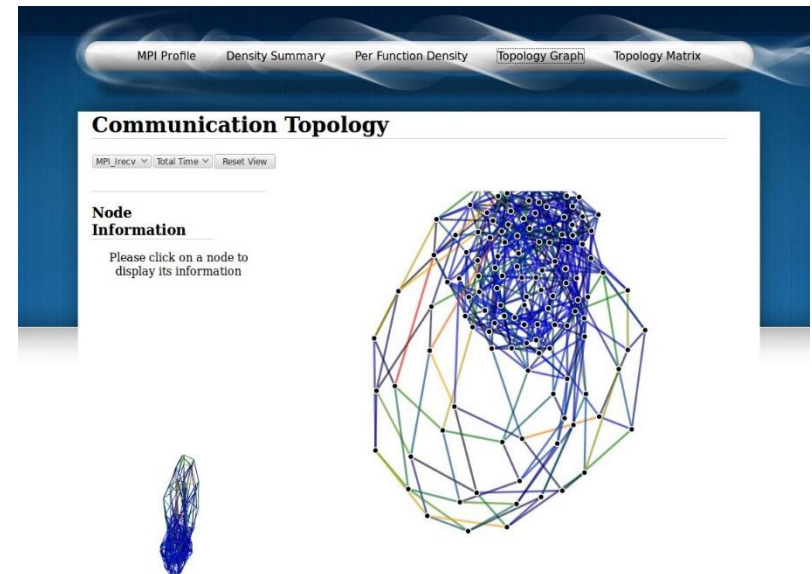 MPI Profile Density Summary Per Function Density Topology Graph Topology Matrix
Communication Topology
MPI_Irecv Total Time Reset View
Node
Information
Please click on a node to
display its information